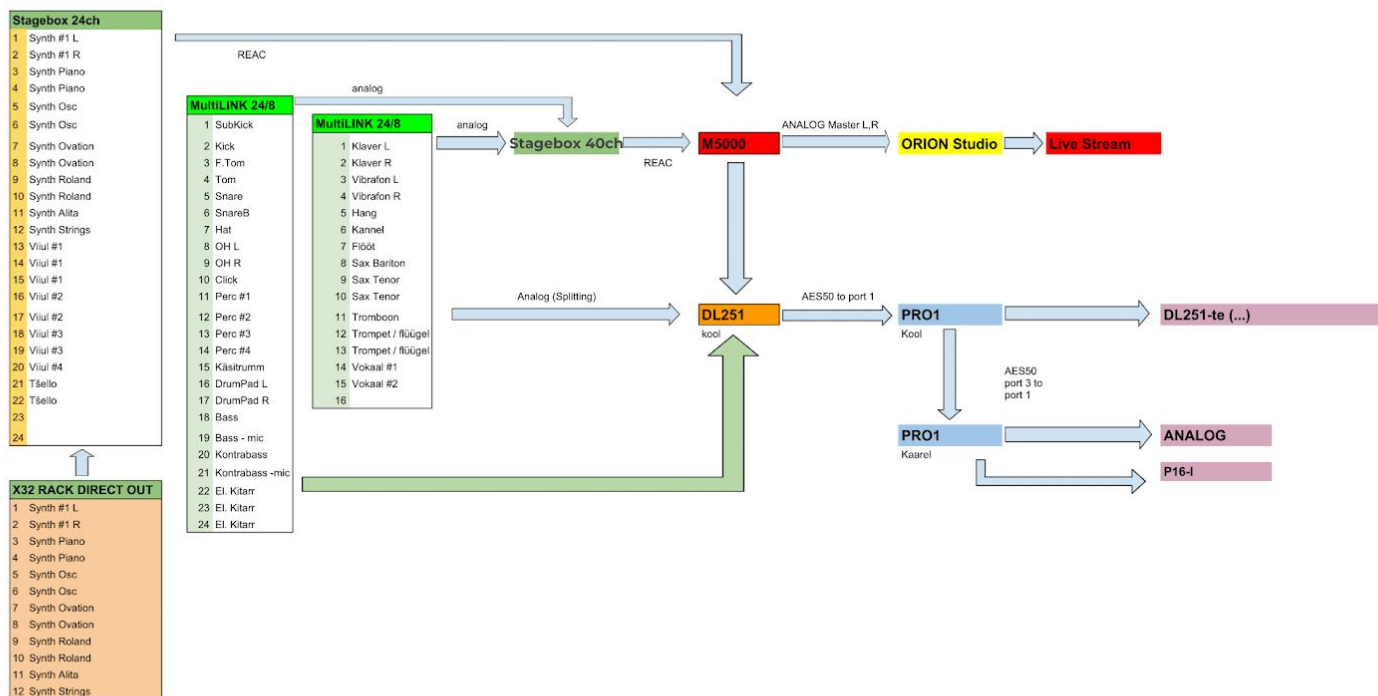 Stagebox 24ch
1 Synth #1 L
2 Synth #1 R
3 Synth Piano
4 Synth Piano
5 Synth Osc
6 Synth Osc
7 Synth Ovation
8 Synth Ovation
9 Synth Roland
10 Synth Roland
11 Synth Alita
12 Synth Strings
13 Viiul #1
14 Viiul #1
15 Viiul #1
16 Viiul #2
17 Viiul #2
18 Viiul #3
19 Viiul #3
20 Viiul #4
21 Tšello
22 Tšello
23
24
X32 RACK DIRECT OUT
1 Synth #1 L
2 Synth #1 R
3 Synth Piano
4 Synth Piano
5 Synth Osc
6 Synth Osc
7 Synth Ovation
8 Synth Ovation
9 Synth Roland
10 Synth Roland
11 Synth Alita
12 Synth Strings
REAC
analog
MultiLINK 24/8
1 SubKick
2 Kick
3 F.Tom
4 Tom
5 Snare
6 SnareB
7 Hat
8 OH L
9 OH R
10 Click
11 Perc #1
12 Perc #2
13 Perc #3
14 Perc #4
15 Käsitrumm
16 DrumPad L
17 DrumPad R
18 Bass
19 Bass - mic
20 Kontrabass
21 Kontrabass -mic
22 El. Kitarr
23 El. Kitarr
24 El. Kitarr
MultiLINK 24/8
1 Klaver L
2 Klaver R
3 Vibrafon L
4 Vibrafon R
5 Hang
6 Kannel
7 Flööt
8 Sax Bariton
9 Sax Tenor
10 Sax Tenor
11 Tromboon
12 Trompet / flüügel
13 Trompet / flüügel
14 Vokaal #1
15 Vokaal #2
16
analog
Stagebox 40ch
REAC
M5000
ANALOG Master L,R
ORION Studio
Live Stream
Analog (Splitting)
DL251
kool
AES50 to port 1
PRO1
Kool
DL251-te (...)
AES50
port 3 to
port 1
PRO1
Kaarel
ANALOG
P16-I